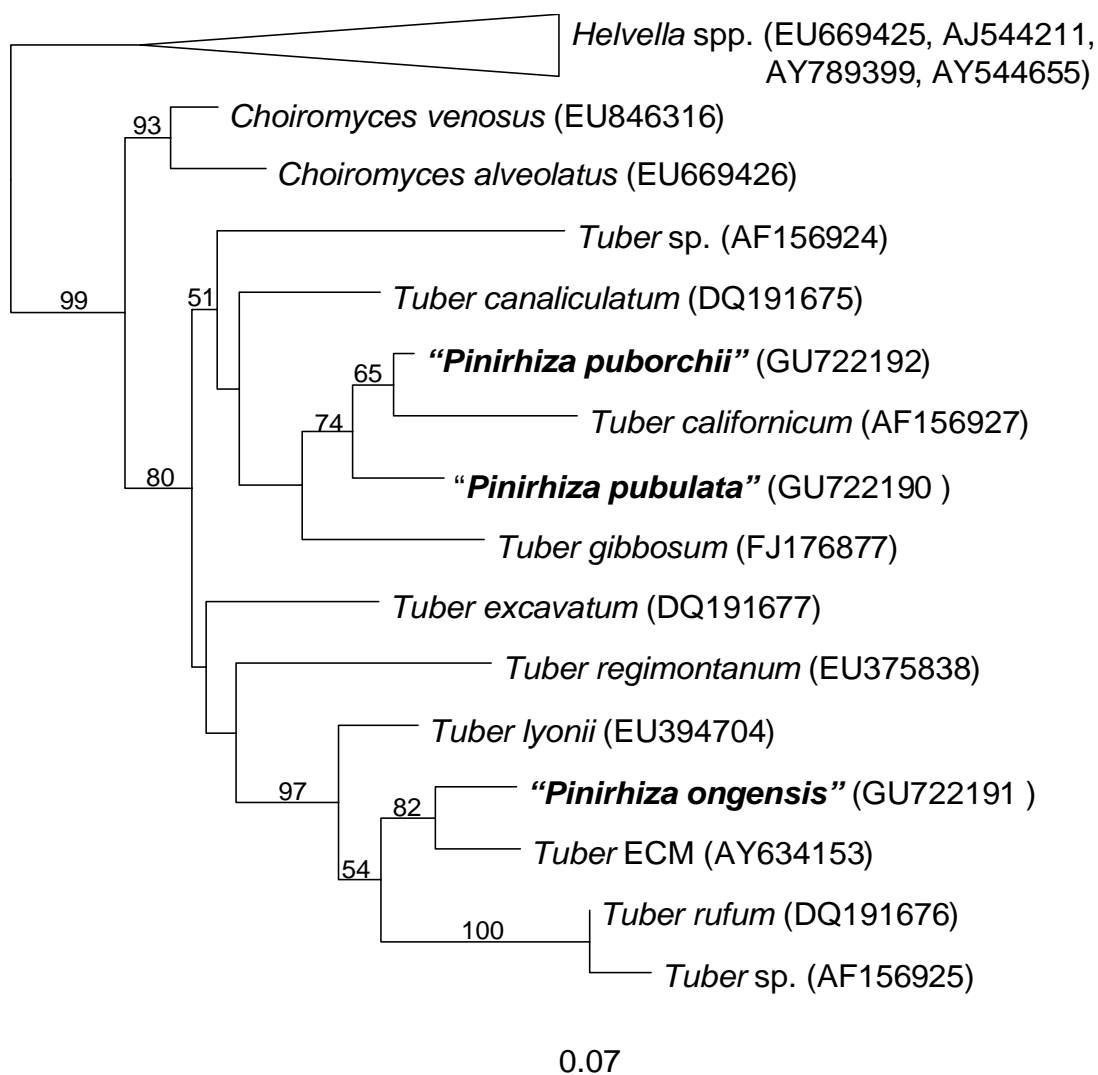 Helvella spp. (EU669425, AJ544211,
AY789399, AY544655)
93
Choiromyces venosus (EU846316)
Choiromyces alveolatus (EU669426)
Tuber sp. (AF156924)
99
51
Tuber canaliculatum (DQ191675)
“Pinirhiza puborchii” (GU722192)
65
Tuber californicum (AF156927)
74
80
“Pinirhiza pubulata” (GU722190 )
Tuber gibbosum (FJ176877)
Tuber excavatum (DQ191677)
Tuber regimontanum (EU375838)
Tuber lyonii (EU394704)
97
“Pinirhiza ongensis” (GU722191 )
82
Tuber ECM (AY634153)
54
Tuber rufum (DQ191676)
100
Tuber sp. (AF156925)
0.07